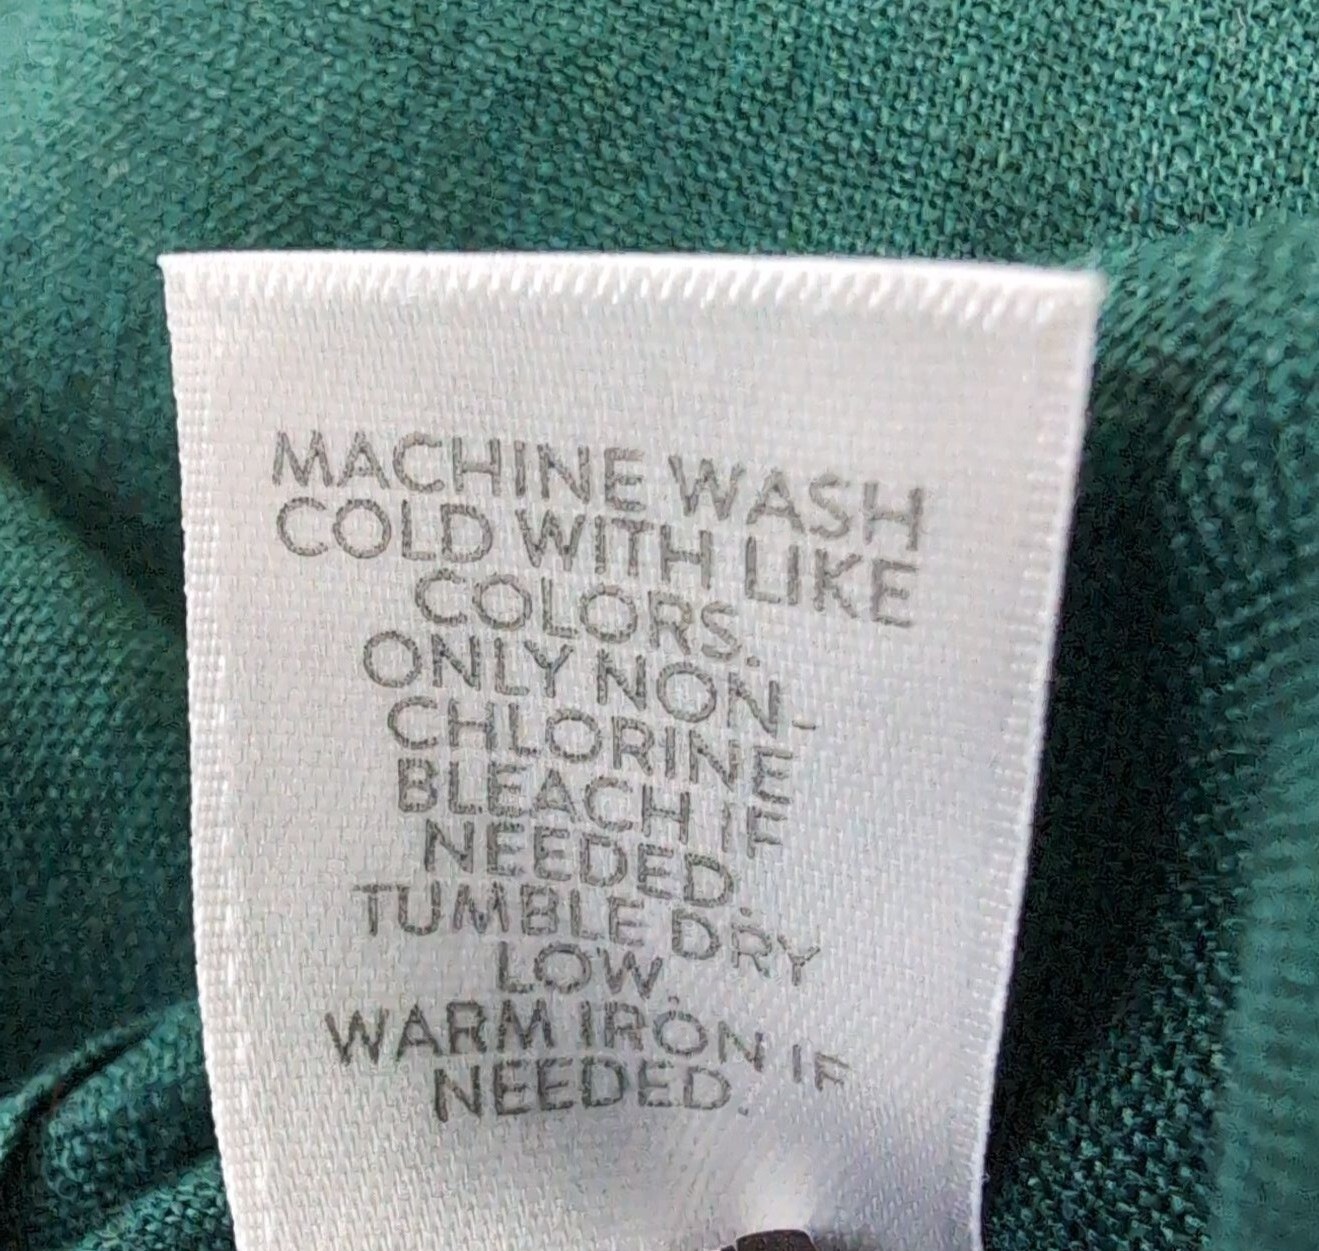 MACHINE WASH
COLD WITH LIKE
COLORS.
ONLY NON-
CHLORINE
BLEACH IF
NEEDED.
TUMBLE DRY
LOW.
WARM IRON IF
NEEDED.